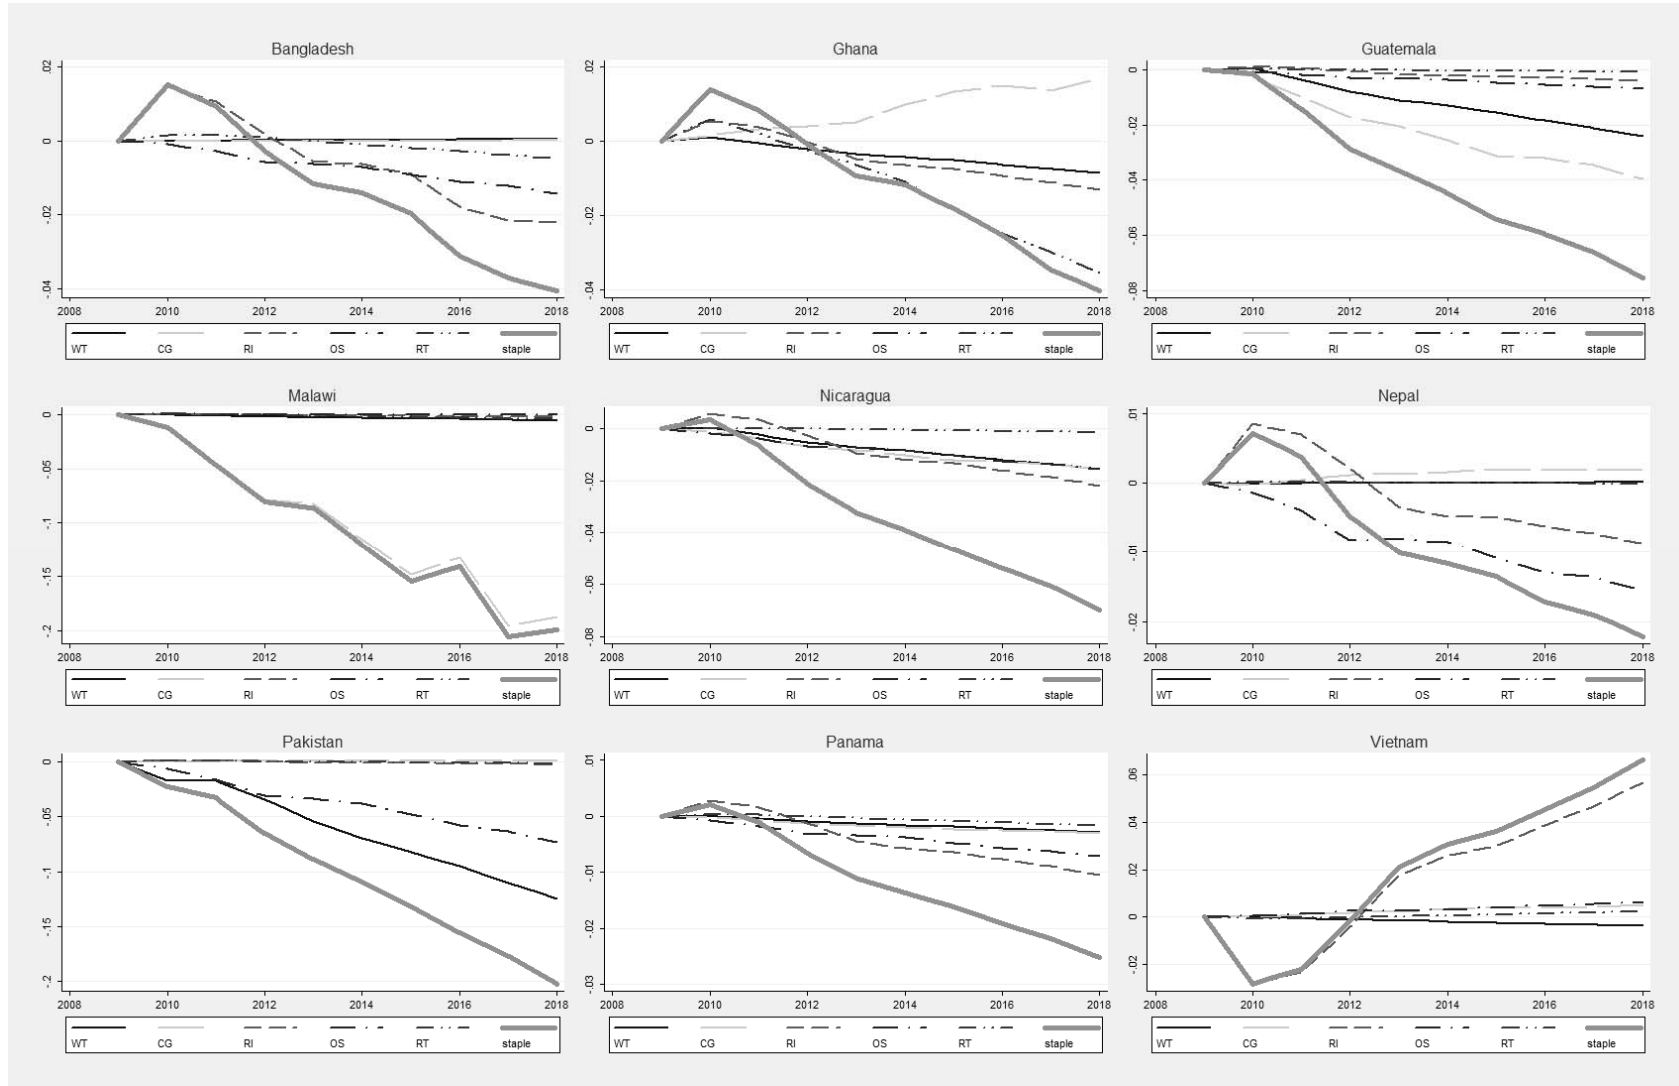 Bangladesh
.02
0
-.02
-.04
2008 2010 2012 2014 2016 2018
WT CG RI OS RT staple
Ghana
.02
0
-.02
-.04
2008 2010 2012 2014 2016 2018
WT CG RI OS RT staple
Guatemala
0
-.02
-.04
-.06
-.08
2008 2010 2012 2014 2016 2018
WT CG RI OS RT staple
Malawi
0
-.05
-.1
-.15
-.2
2008 2010 2012 2014 2016 2018
WT CG RI OS RT staple
Nicaragua
0
-.02
-.04
-.06
-.08
2008 2010 2012 2014 2016 2018
WT CG RI OS RT staple
Nepal
.01
0
-.01
-.02
2008 2010 2012 2014 2016 2018
WT CG RI OS RT staple
Pakistan
0
-.05
-.1
-.15
-.2
2008 2010 2012 2014 2016 2018
WT CG RI OS RT staple
Panama
.01
0
-.01
-.02
-.03
2008 2010 2012 2014 2016 2018
WT CG RI OS RT staple
Vietnam
.06
.04
.02
0
-.02
2008 2010 2012 2014 2016 2018
WT CG RI OS RT staple